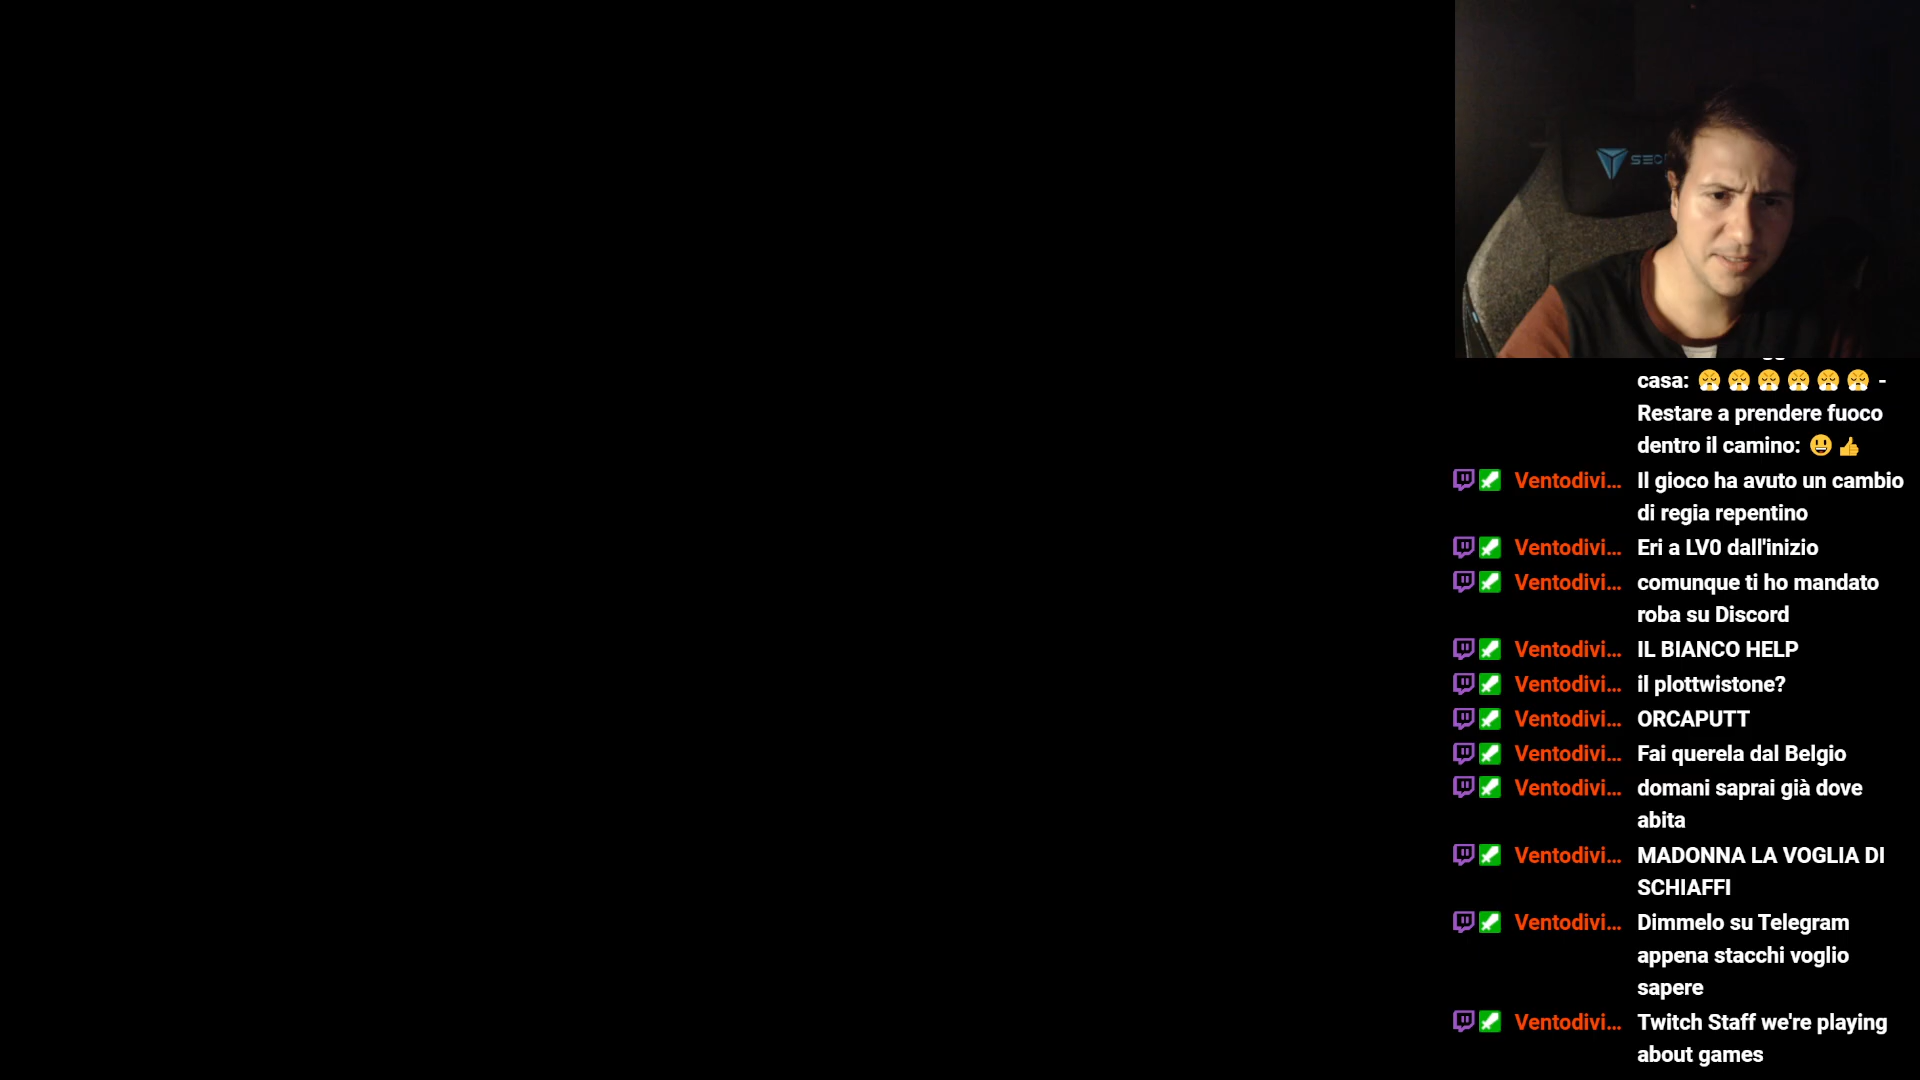 SEC
casa: 😤 😤 😤 😤 😤 😤 -
Restare a prendere fuoco
dentro il camino: 😃 👍
Ventodivi... Il gioco ha avuto un cambio
di regia repentino
Ventodivi... Eri a LV0 dall'inizio
Ventodivi... comunque ti ho mandato
roba su Discord
Ventodivi... IL BIANCO HELP
Ventodivi... il plottwistone?
Ventodivi... ORCAPUTT
Ventodivi... Fai querela dal Belgio
Ventodivi... domani saprai già dove
abita
Ventodivi... MADONNA LA VOGLIA DI
SCHIAFFI
Ventodivi... Dimmelo su Telegram
appena stacchi voglio
sapere
Ventodivi... Twitch Staff we're playing
about games